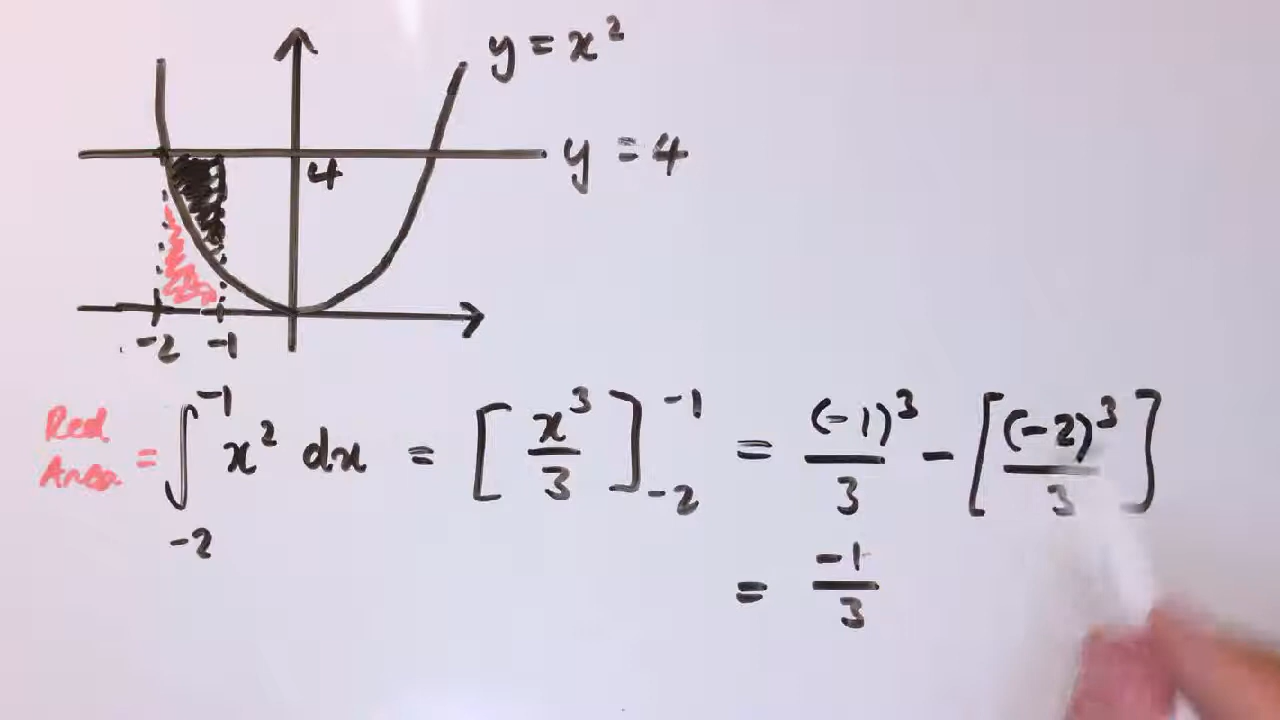 y = x²
y = 4
4
-2 -1
Red Area = ∫_{-2}^{-1} x² dx = [x³/3]_{-2}^{-1} = (-1)³/3 - [(-2)³/3]
= -1/3